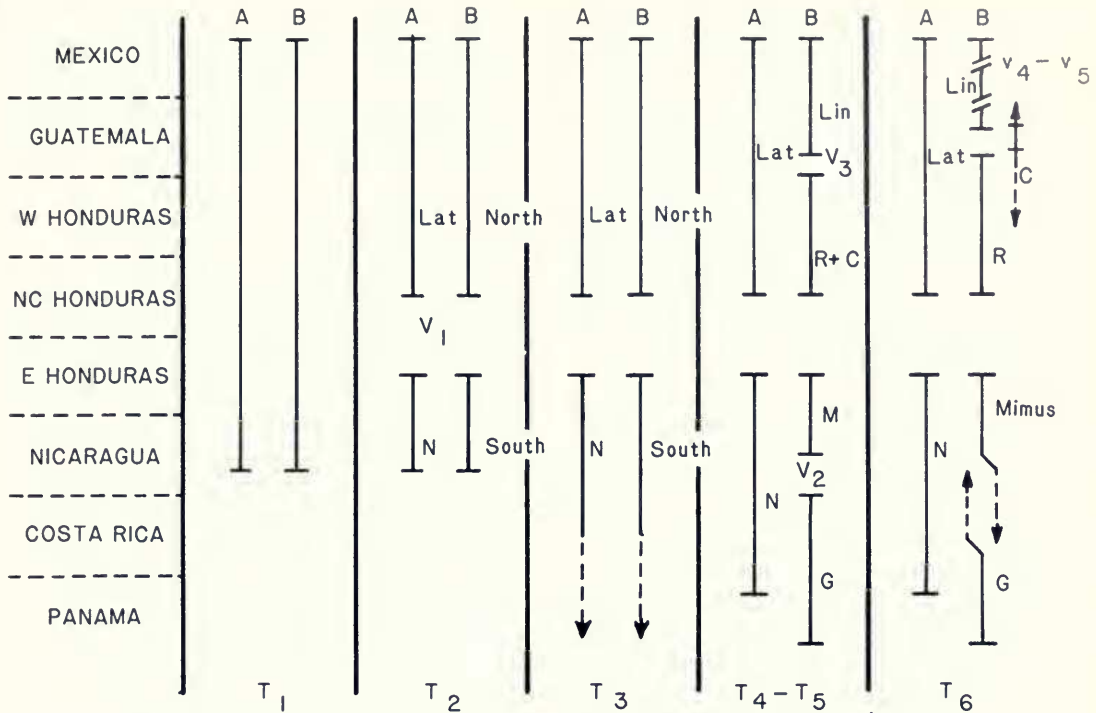 A B A B A B A B A B
MEXICO
v4 – v5
Lin
Lin
GUATEMALA
Lat V3 Lat
C
W HONDURAS
Lat North Lat North
R+C R
NC HONDURAS
V1
E HONDURAS
M Mimus
NICARAGUA
N South N South N
V2
N
COSTA RICA
G G
PANAMA
T1 T2 T3 T4–T5 T6